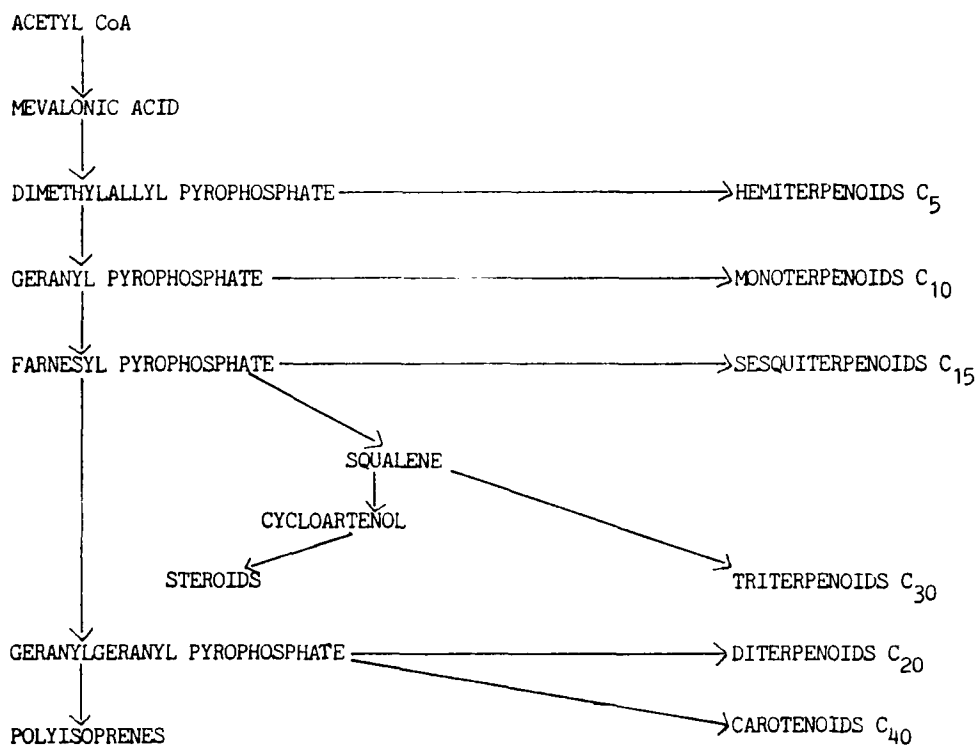 ACETYL CoA
MEVALONIC ACID
DIMETHYLALLYL PYROPHOSPHATE HEMITERPENOIDS C5
GERANYL PYROPHOSPHATE MONOTERPENOIDS C10
FARNESYL PYROPHOSPHATE SESQUITERPENOIDS C15
SQUALENE
CYCLOARTENOL
STEROIDS TRITERPENOIDS C30
GERANYLGERANYL PYROPHOSPHATE DITERPENOIDS C20
POLYISOPRENES CAROTENOIDS C40